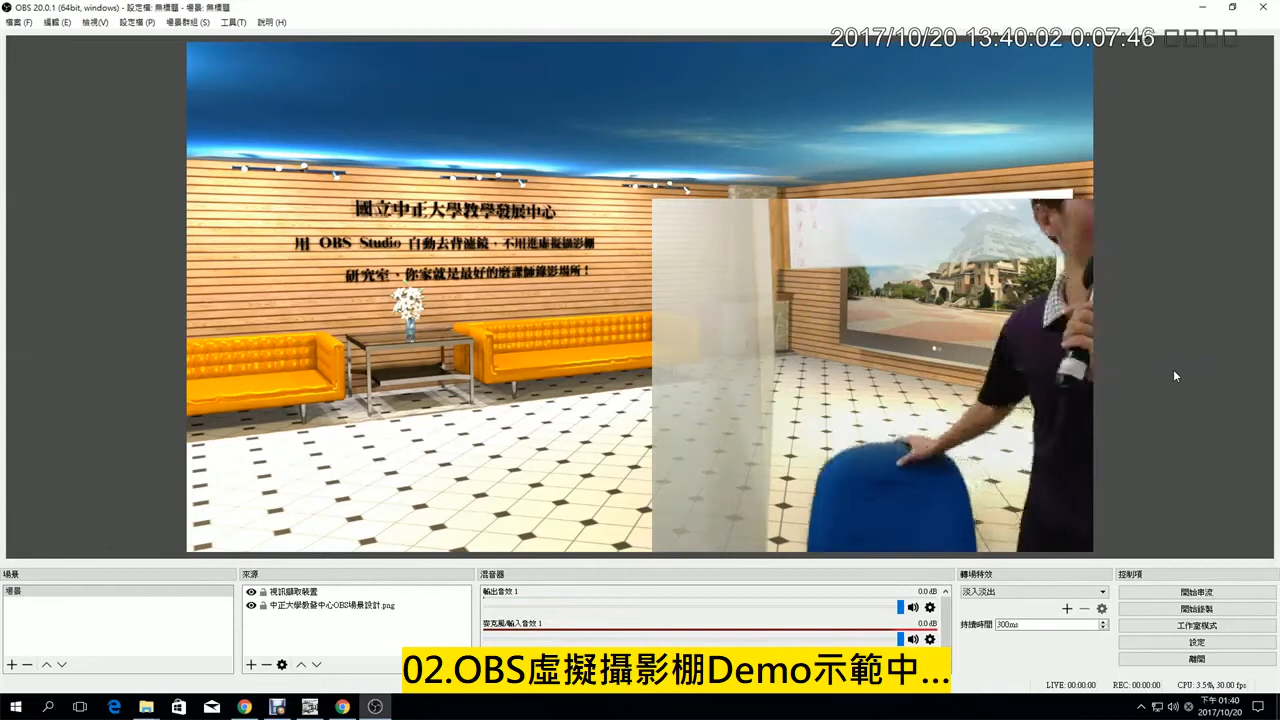 OBS 20.0.1 (64bit, windows) - 設定檔: 無標題 - 場景: 無標題
檔案 (F) 編輯 (E) 檢視(V) 設定檔 (P) 場景群組 (S) 工具(T) 說明 (H)
2017/10/20 13:40:02 0:07:46
國立中正大學教學發展中心
用 OBS Studio 自動去背濾鏡、不用進虛擬攝影棚
研究室、你家就是最好的磨課師錄影場所!
場景
場景
來源
視訊擷取裝置
中正大學教發中心OBS場景設計.png
混音器
輸出音效 1 0.0 dB
麥克風/輸入音效 1 0.0 dB
轉場特效
淡入淡出
持續時間 300ms
控制項
開始串流
開始錄製
工作室模式
設定
離開
02.OBS虛擬攝影棚Demo示範中...
LIVE: 00:00:00 REC: 00:00:00 CPU: 3.5%, 30.00 fps
下午 01:40
2017/10/20